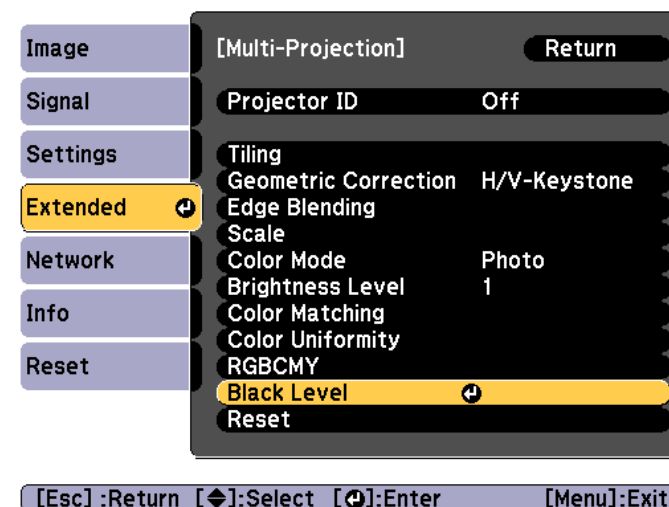 Image
Signal
Settings
Extended
Network
Info
Reset
[Multi-Projection] Return
Projector ID Off
Tiling
Geometric Correction H/V-Keystone
Edge Blending
Scale
Color Mode Photo
Brightness Level 1
Color Matching
Color Uniformity
RGBCMY
Black Level
Reset
[Esc] :Return [◆]:Select [⏎]:Enter [Menu]:Exit